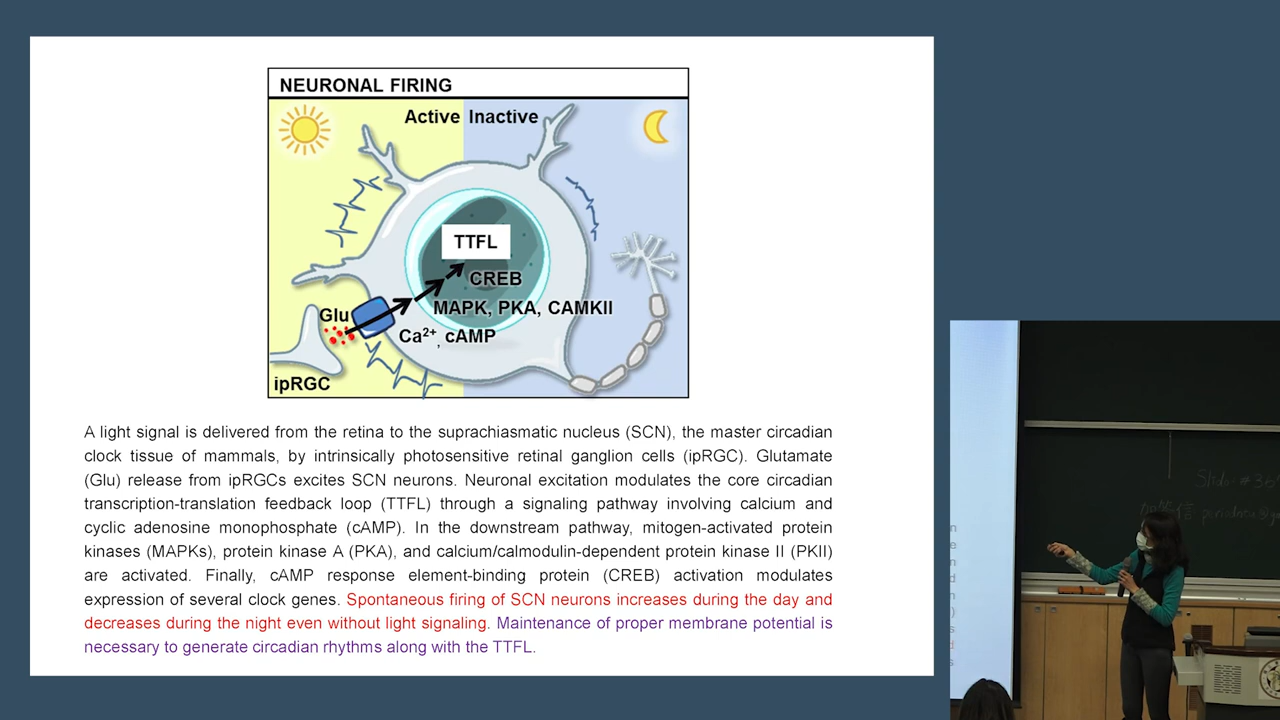 NEURONAL FIRING
Active Inactive
TTFL
CREB
MAPK, PKA, CAMKII
Glu
Ca²⁺, cAMP
ipRGC
A light signal is delivered from the retina to the suprachiasmatic nucleus (SCN), the master circadian
clock tissue of mammals, by intrinsically photosensitive retinal ganglion cells (ipRGC). Glutamate
(Glu) release from ipRGCs excites SCN neurons. Neuronal excitation modulates the core circadian
transcription-translation feedback loop (TTFL) through a signaling pathway involving calcium and
cyclic adenosine monophosphate (cAMP). In the downstream pathway, mitogen-activated protein
kinases (MAPKs), protein kinase A (PKA), and calcium/calmodulin-dependent protein kinase II (PKII)
are activated. Finally, cAMP response element-binding protein (CREB) activation modulates
expression of several clock genes. Spontaneous firing of SCN neurons increases during the day and
decreases during the night even without light signaling. Maintenance of proper membrane potential is
necessary to generate circadian rhythms along with the TTFL.
Slido #